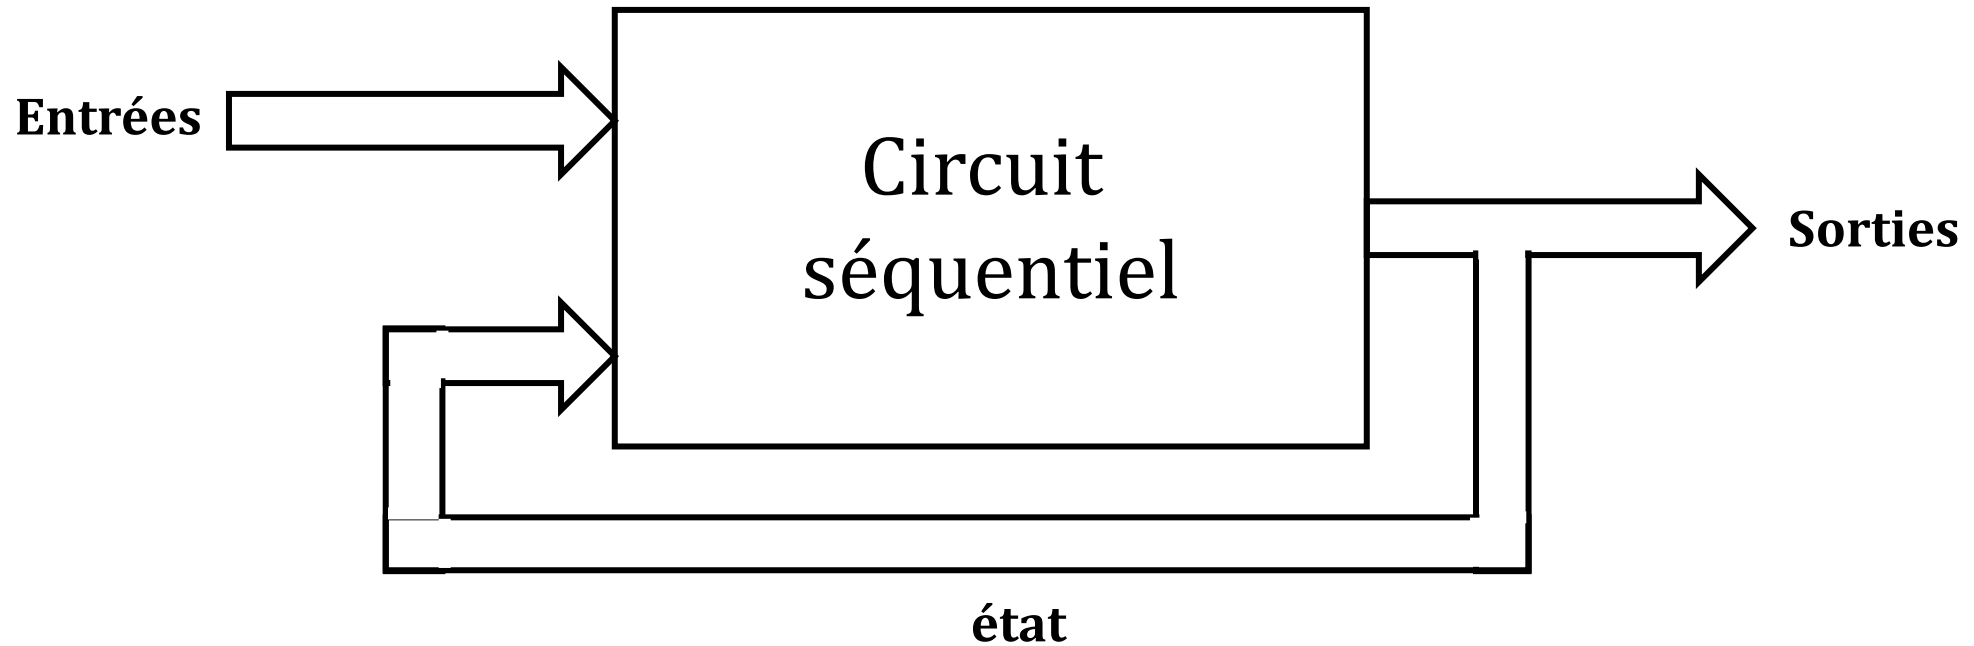 Entrées
Circuit
séquentiel
Sorties
état